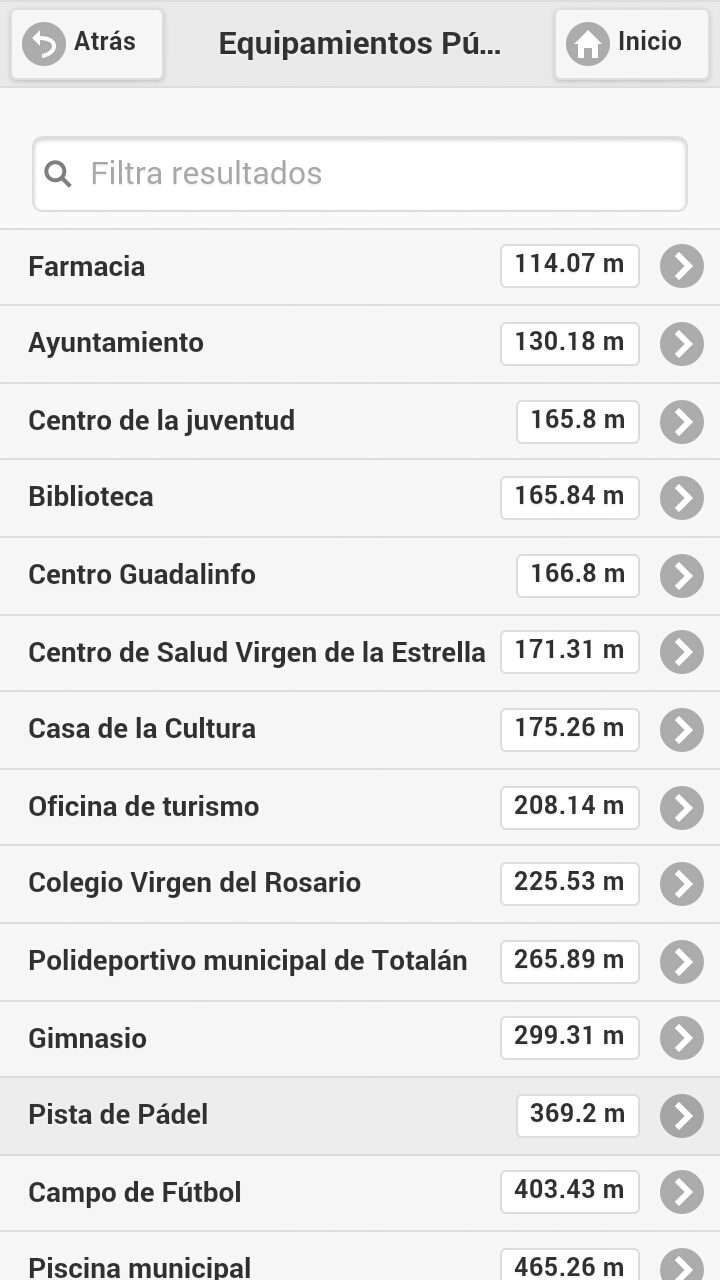 Atrás
Equipamientos Pú...
Inicio
Filtra resultados
Farmacia 114.07 m
Ayuntamiento 130.18 m
Centro de la juventud 165.8 m
Biblioteca 165.84 m
Centro Guadalinfo 166.8 m
Centro de Salud Virgen de la Estrella 171.31 m
Casa de la Cultura 175.26 m
Oficina de turismo 208.14 m
Colegio Virgen del Rosario 225.53 m
Polideportivo municipal de Totalán 265.89 m
Gimnasio 299.31 m
Pista de Pádel 369.2 m
Campo de Fútbol 403.43 m
Piscina municipal 465.26 m